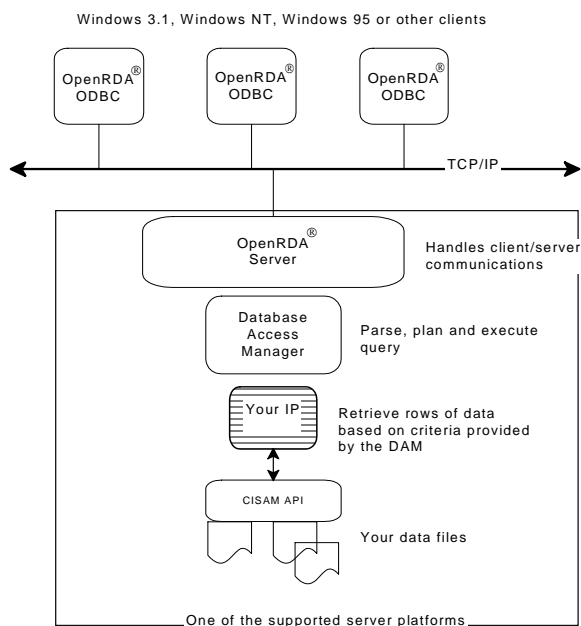 Windows 3.1, Windows NT, Windows 95 or other clients
OpenRDA®
ODBC
OpenRDA®
ODBC
OpenRDA®
ODBC
TCP/IP
OpenRDA®
Server
Handles client/server
communications
Database
Access
Manager
Parse, plan and execute
query
Your IP
Retrieve rows of data
based on criteria provided
by the DAM
CISAM API
Your data files
One of the supported server platforms